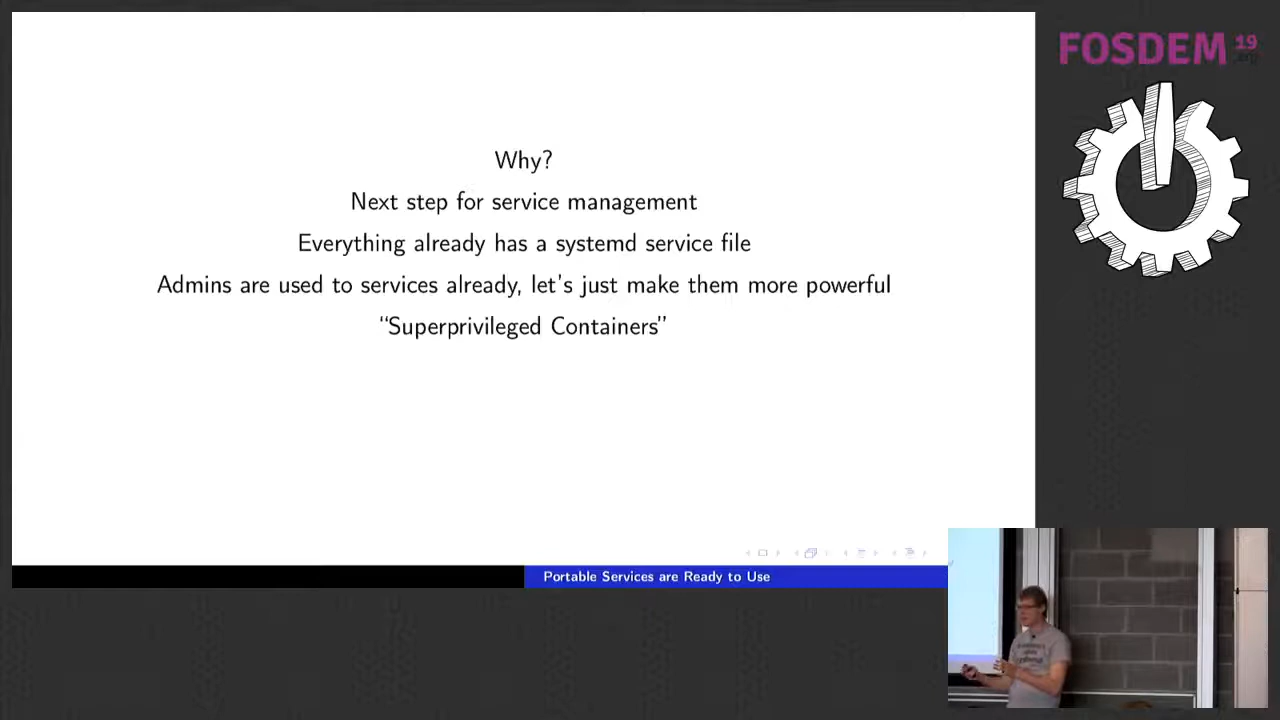 FOSDEM 19
.org
Why?
Next step for service management
Everything already has a systemd service file
Admins are used to services already, let's just make them more powerful
“Superprivileged Containers”
Portable Services are Ready to Use